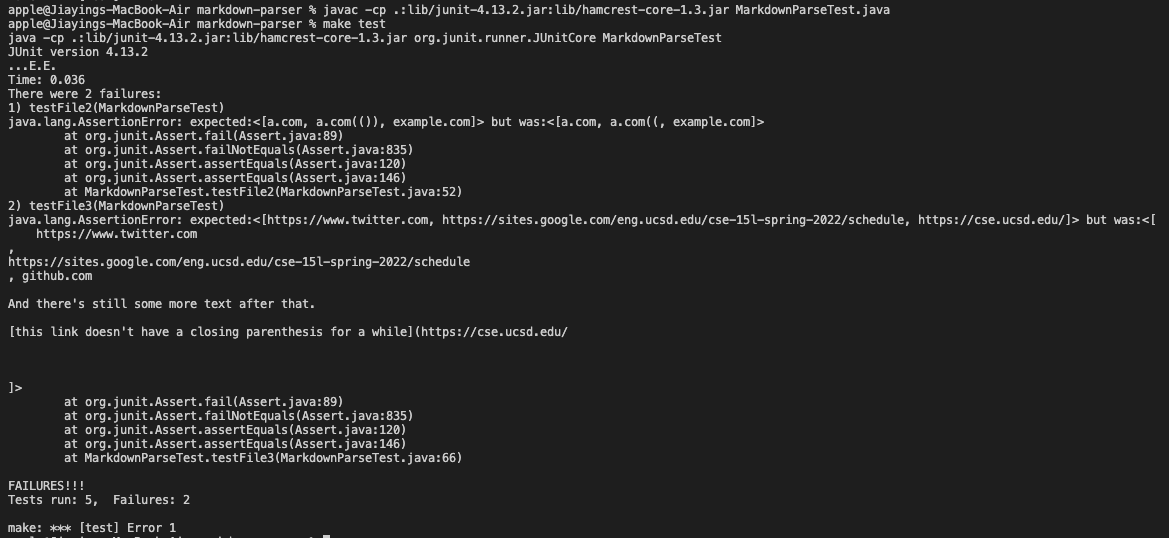 apple@Jiayings-MacBook-Air markdown-parser % javac -cp .:lib/junit-4.13.2.jar:lib/hamcrest-core-1.3.jar MarkdownParseTest.java
apple@Jiayings-MacBook-Air markdown-parser % make test
java -cp .:lib/junit-4.13.2.jar:lib/hamcrest-core-1.3.jar org.junit.runner.JUnitCore MarkdownParseTest
JUnit version 4.13.2
...E.E.
Time: 0.036
There were 2 failures:
1) testFile2(MarkdownParseTest)
java.lang.AssertionError: expected:<[a.com, a.com(()), example.com]> but was:<[a.com, a.com((, example.com]>
        at org.junit.Assert.fail(Assert.java:89)
        at org.junit.Assert.failNotEquals(Assert.java:835)
        at org.junit.Assert.assertEquals(Assert.java:120)
        at org.junit.Assert.assertEquals(Assert.java:146)
        at MarkdownParseTest.testFile2(MarkdownParseTest.java:52)
2) testFile3(MarkdownParseTest)
java.lang.AssertionError: expected:<[https://www.twitter.com, https://sites.google.com/eng.ucsd.edu/cse-15l-spring-2022/schedule, https://cse.ucsd.edu/]> but was:<[
    https://www.twitter.com
,
https://sites.google.com/eng.ucsd.edu/cse-15l-spring-2022/schedule
, github.com

And there's still some more text after that.

[this link doesn't have a closing parenthesis for a while](https://cse.ucsd.edu/



]>
        at org.junit.Assert.fail(Assert.java:89)
        at org.junit.Assert.failNotEquals(Assert.java:835)
        at org.junit.Assert.assertEquals(Assert.java:120)
        at org.junit.Assert.assertEquals(Assert.java:146)
        at MarkdownParseTest.testFile3(MarkdownParseTest.java:66)

FAILURES!!!
Tests run: 5,  Failures: 2

make: *** [test] Error 1